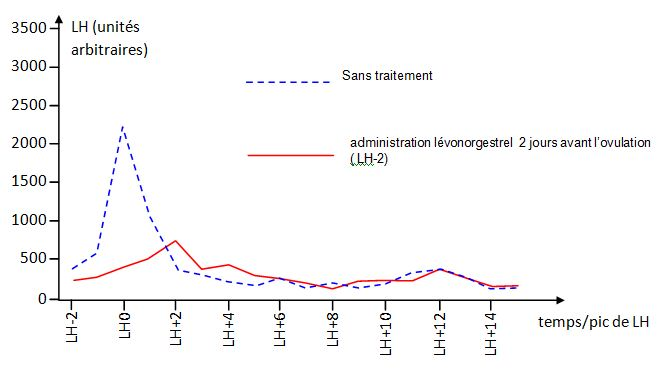 LH (unités
arbitraires)
3500
3000
2500
2000
1500
1000
500
0
Sans traitement
administration lévonorgestrel 2 jours avant l'ovulation
( LH-2)
LH-2
LH0
LH+2
LH+4
LH+6
LH+8
LH+10
LH+12
LH+14
temps/pic de LH